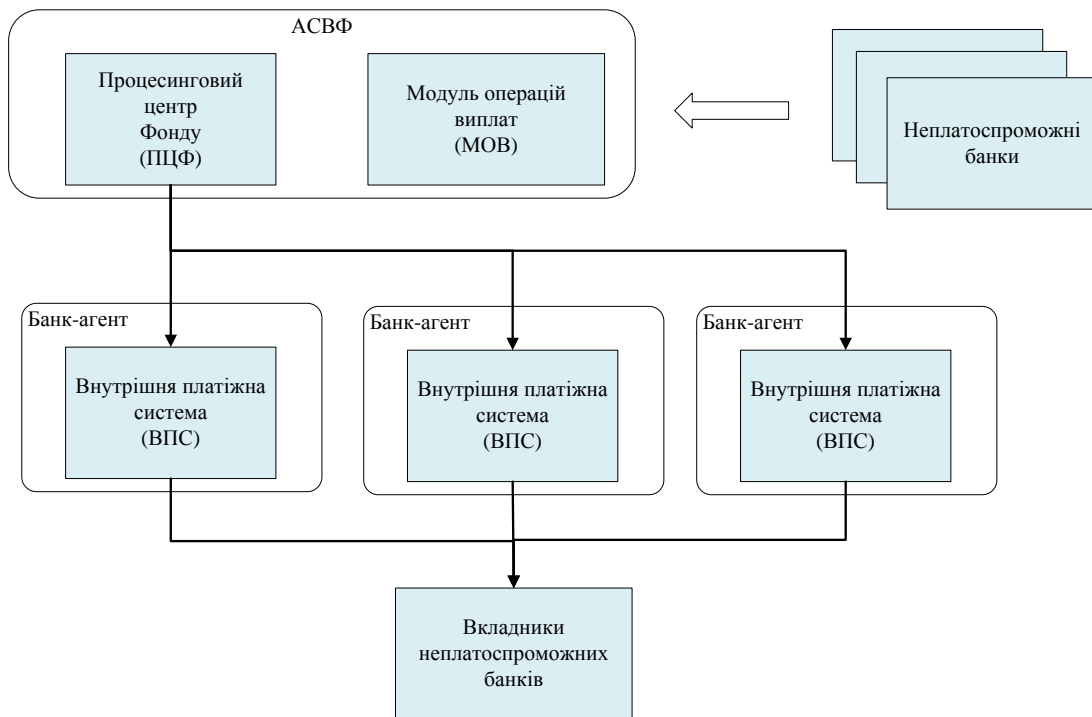 АСВФ
Процесинговий
центр
Фонду
(ПЦФ)
Модуль операцій
виплат
(МОВ)
Неплатоспроможні
банки
Банк-агент
Внутрішня платіжна
система
(ВПС)
Банк-агент
Внутрішня платіжна
система
(ВПС)
Банк-агент
Внутрішня платіжна
система
(ВПС)
Вкладники
неплатоспроможних
банків